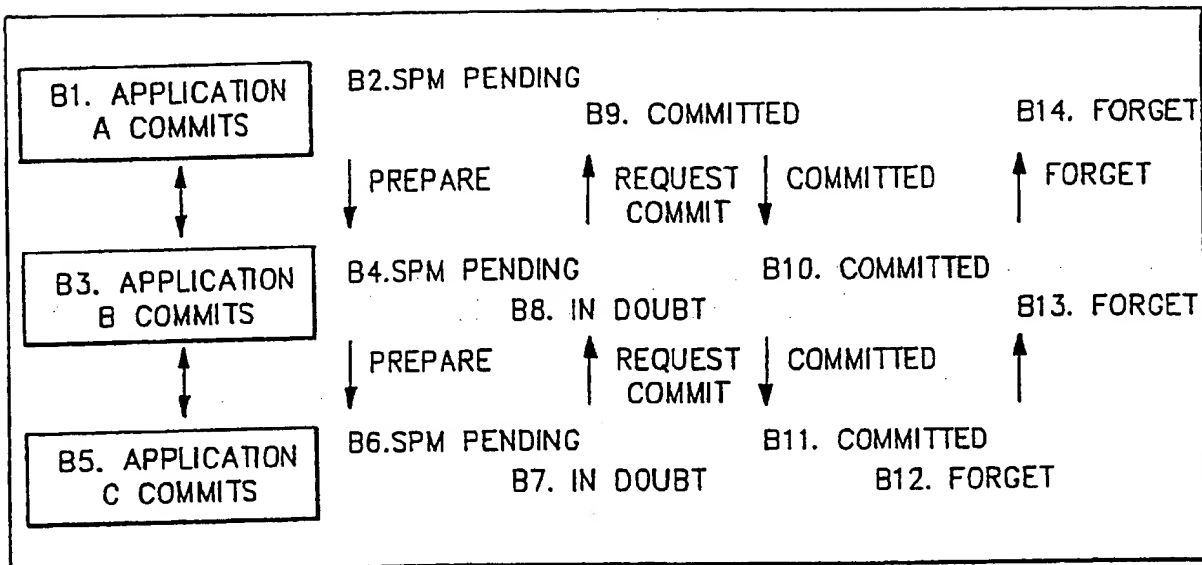 B1. APPLICATION
A COMMITS
B2.SPM PENDING
B9. COMMITTED
B14. FORGET
PREPARE
REQUEST
COMMIT
COMMITTED
FORGET
B3. APPLICATION
B COMMITS
B4.SPM PENDING
B8. IN DOUBT
B10. COMMITTED
B13. FORGET
PREPARE
REQUEST
COMMIT
COMMITTED
B5. APPLICATION
C COMMITS
B6.SPM PENDING
B7. IN DOUBT
B11. COMMITTED
B12. FORGET